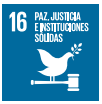 16 PAZ, JUSTICIA
E INSTITUCIONES
SÓLIDAS